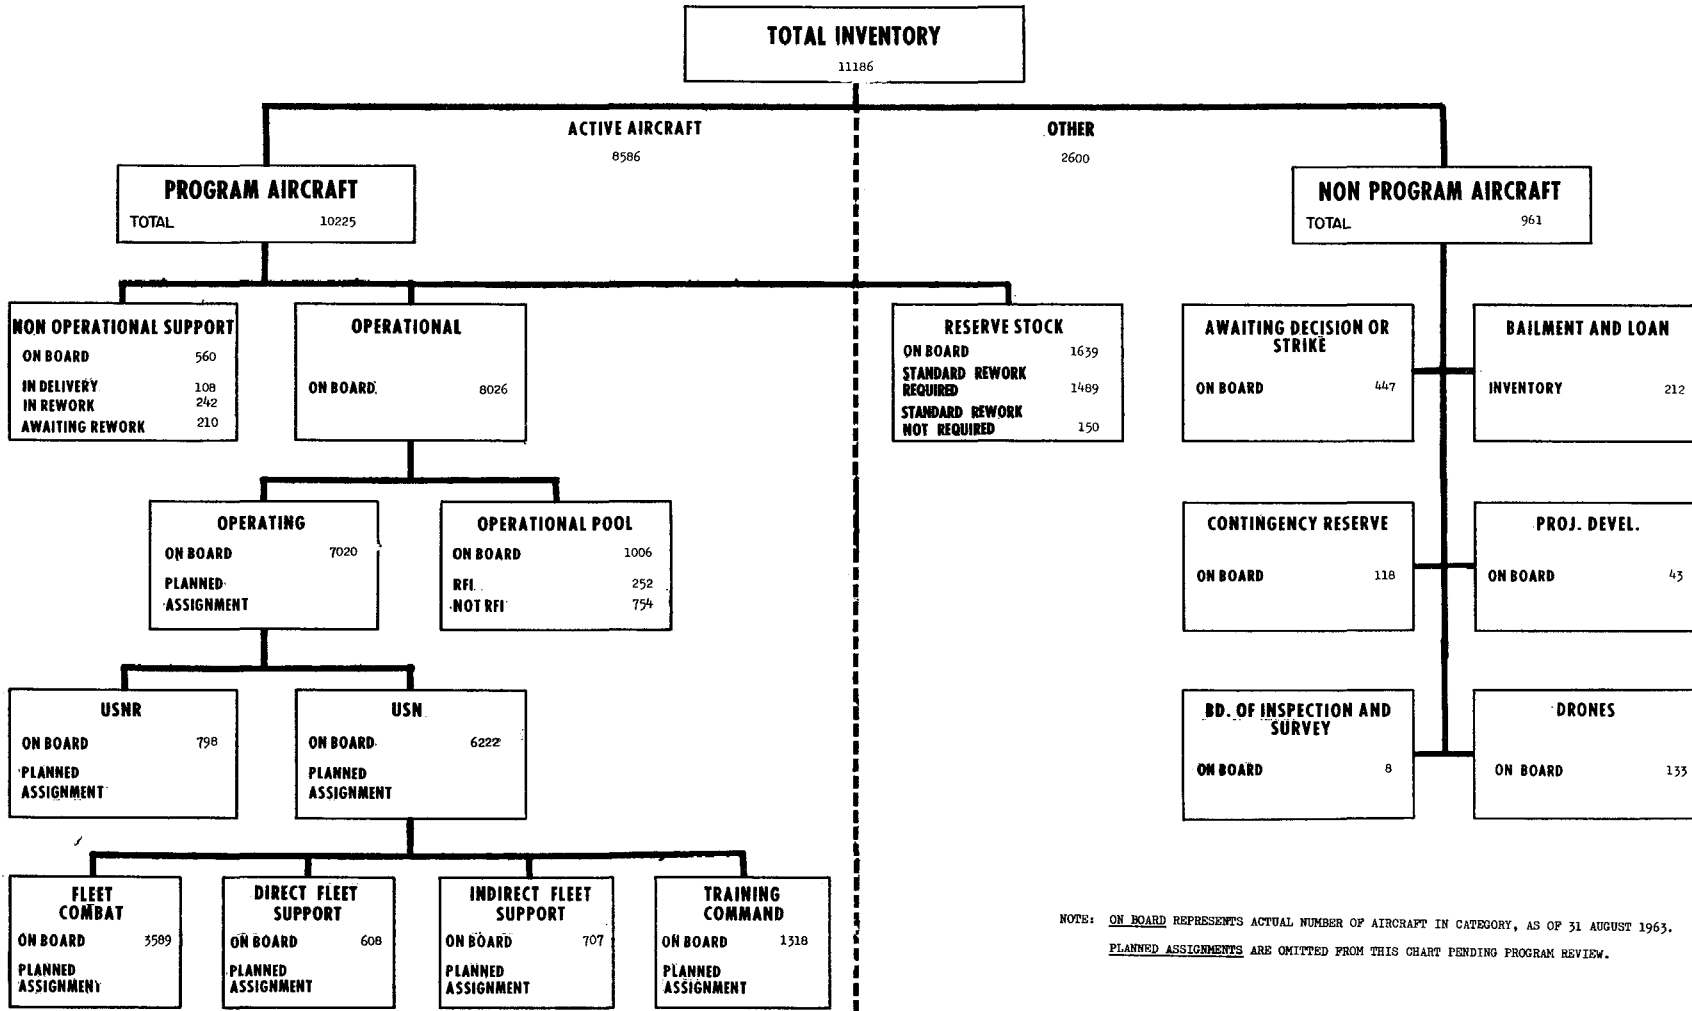 TOTAL INVENTORY
11186
ACTIVE AIRCRAFT
8586
OTHER
2600
PROGRAM AIRCRAFT
TOTAL 10225
NON PROGRAM AIRCRAFT
TOTAL 961
NON OPERATIONAL SUPPORT
ON BOARD 560
IN DELIVERY 108
IN REWORK 242
AWAITING REWORK 210
OPERATIONAL
ON BOARD 8026
RESERVE STOCK
ON BOARD 1639
STANDARD REWORK
REQUIRED 1489
STANDARD REWORK
NOT REQUIRED 150
AWAITING DECISION OR
STRIKE
ON BOARD 447
BAILMENT AND LOAN
INVENTORY 212
OPERATING
ON BOARD 7020
PLANNED
ASSIGNMENT
OPERATIONAL POOL
ON BOARD 1006
RFI 252
NOT RFI 754
CONTINGENCY RESERVE
ON BOARD 118
PROJ. DEVEL.
ON BOARD 43
USNR
ON BOARD 798
PLANNED
ASSIGNMENT
USN
ON BOARD 6222
PLANNED
ASSIGNMENT
BD. OF INSPECTION AND
SURVEY
ON BOARD 8
DRONES
ON BOARD 133
FLEET
COMBAT
ON BOARD 3589
PLANNED
ASSIGNMENT
DIRECT FLEET
SUPPORT
ON BOARD 608
PLANNED
ASSIGNMENT
INDIRECT FLEET
SUPPORT
ON BOARD 707
PLANNED
ASSIGNMENT
TRAINING
COMMAND
ON BOARD 1318
PLANNED
ASSIGNMENT
NOTE: ON BOARD REPRESENTS ACTUAL NUMBER OF AIRCRAFT IN CATEGORY, AS OF 31 AUGUST 1963.
PLANNED ASSIGNMENTS ARE OMITTED FROM THIS CHART PENDING PROGRAM REVIEW.